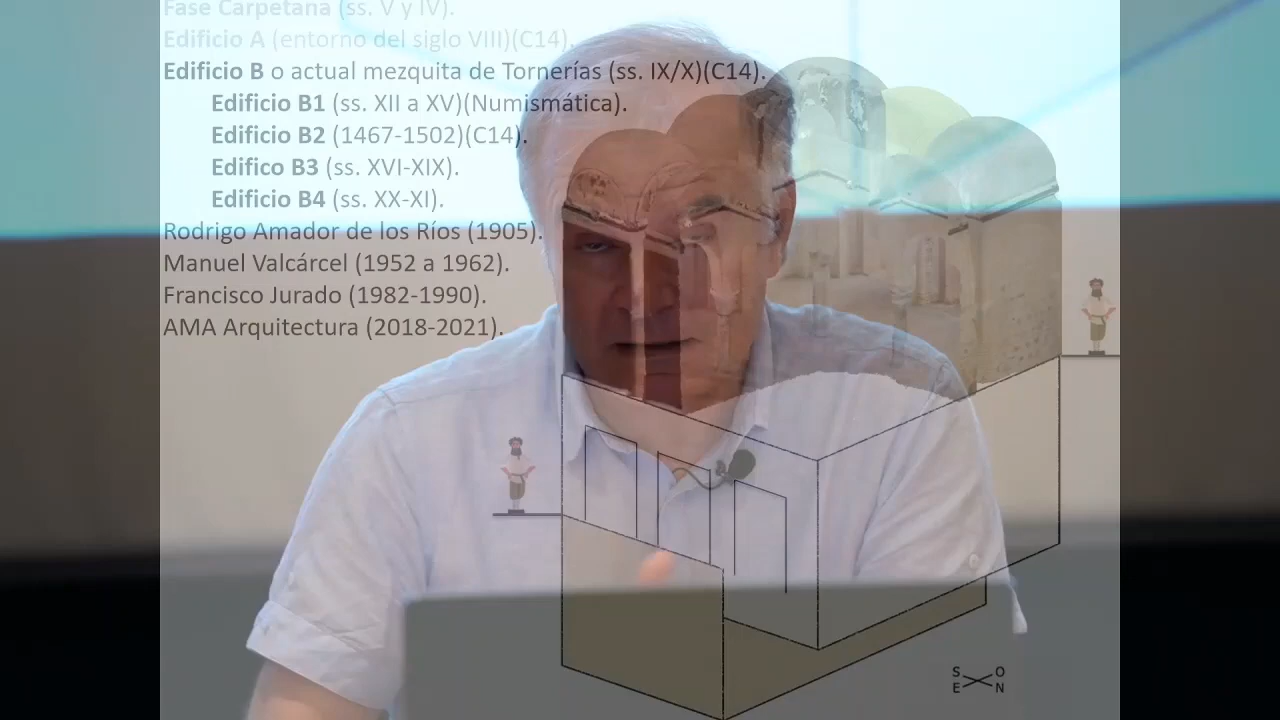 Fase Carpetana (ss. V y IV).
Edificio A (entorno del siglo VIII)(C14).
Edificio B o actual mezquita de Tornerías (ss. IX/X)(C14).
Edificio B1 (ss. XII a XV)(Numismática).
Edificio B2 (1467-1502)(C14).
Edifico B3 (ss. XVI-XIX).
Edificio B4 (ss. XX-XI).
Rodrigo Amador de los Ríos (1905).
Manuel Valcárcel (1952 a 1962).
Francisco Jurado (1982-1990).
AMA Arquitectura (2018-2021).
S O
E N